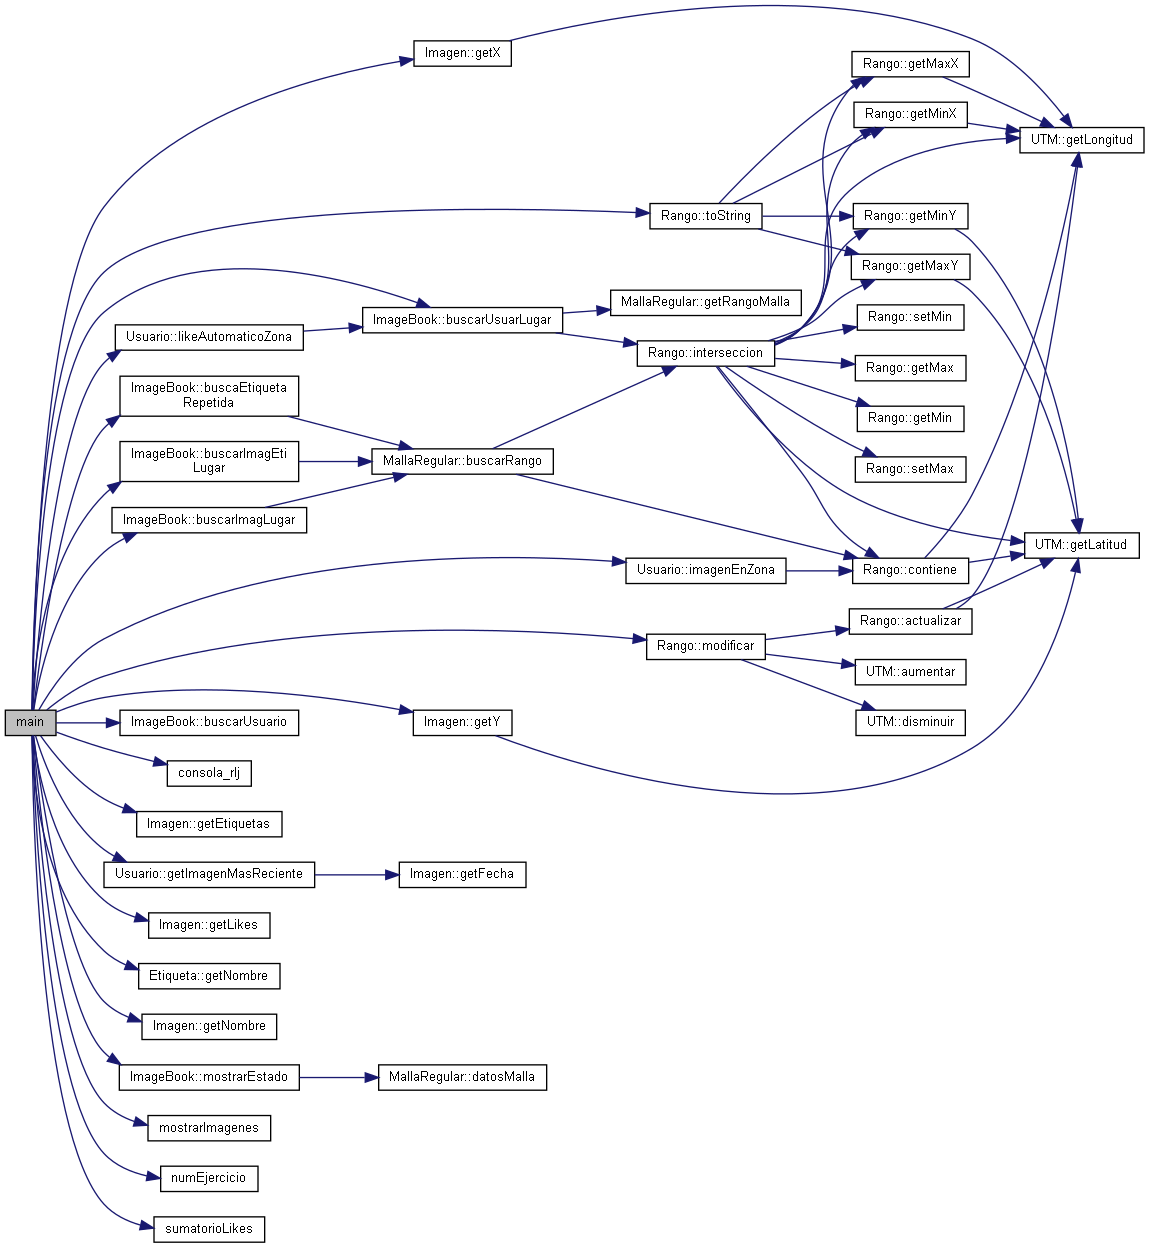 Imagen::getX
Rango::getMaxX
Rango::getMinX
UTM::getLongitud
Rango::toString
Rango::getMinY
Rango::getMaxY
MallaRegular::getRangoMalla
ImageBook::buscarUsuarLugar
Rango::setMin
Usuario::likeAutomaticoZona
Rango::interseccion
Rango::getMax
ImageBook::buscaEtiqueta
Repetida
Rango::getMin
ImageBook::buscarImagEti
Lugar
MallaRegular::buscarRango
Rango::setMax
ImageBook::buscarImagLugar
UTM::getLatitud
Usuario::imagenEnZona
Rango::contiene
Rango::actualizar
Rango::modificar
UTM::aumentar
main
ImageBook::buscarUsuario
Imagen::getY
UTM::disminuir
consola_rlj
Imagen::getEtiquetas
Usuario::getImagenMasReciente
Imagen::getFecha
Imagen::getLikes
Etiqueta::getNombre
Imagen::getNombre
ImageBook::mostrarEstado
MallaRegular::datosMalla
mostrarImagenes
numEjercicio
sumatorioLikes